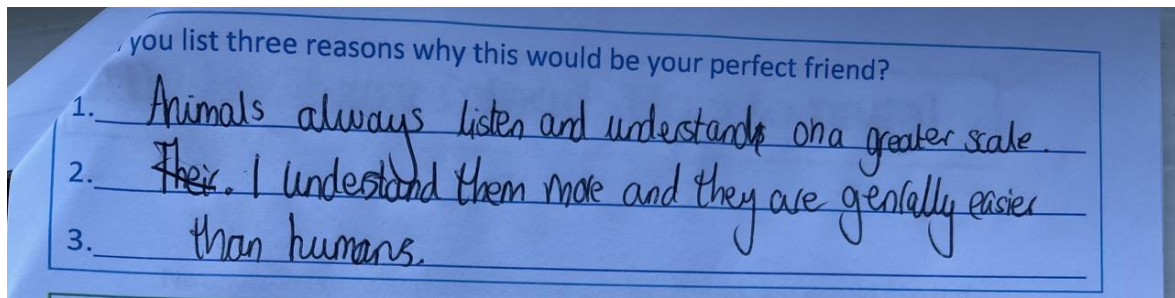 you list three reasons why this would be your perfect friend?
1. Animals always listen and understand on a greater scale.
2. Their. I understand them more and they are genrally easier
3. than humans.